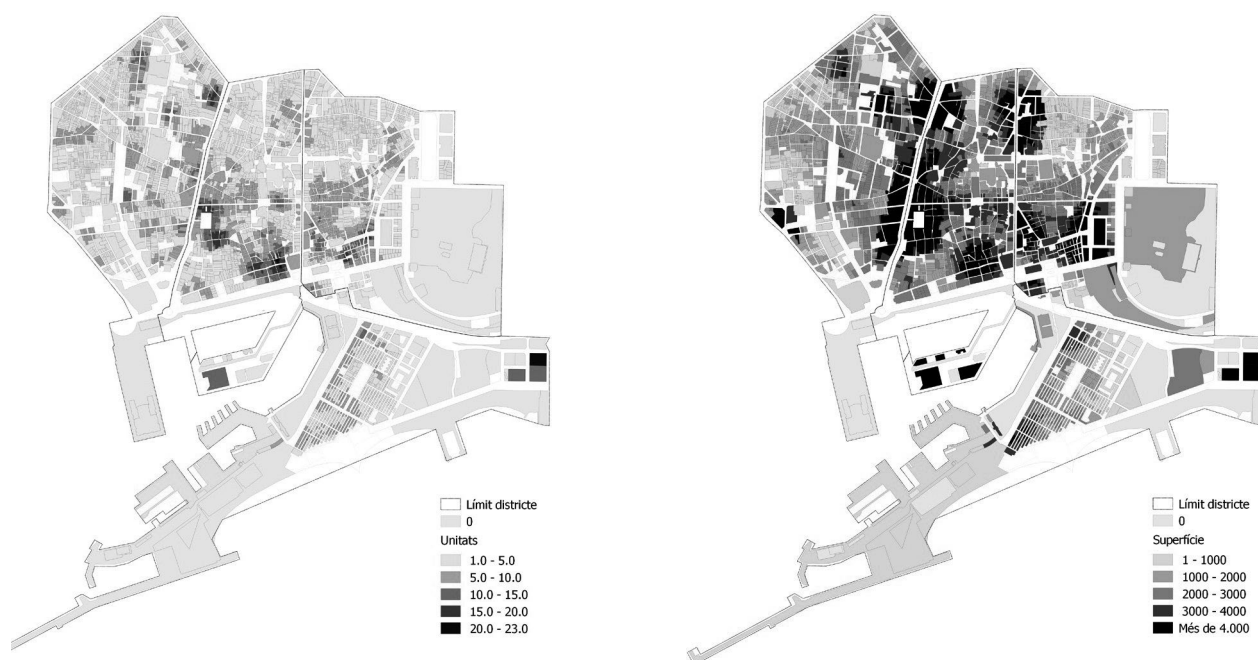 Límit districte
0
Unitats
1.0 - 5.0
5.0 - 10.0
10.0 - 15.0
15.0 - 20.0
20.0 - 23.0
Límit districte
0
Superfície
1 - 1000
1000 - 2000
2000 - 3000
3000 - 4000
Més de 4.000